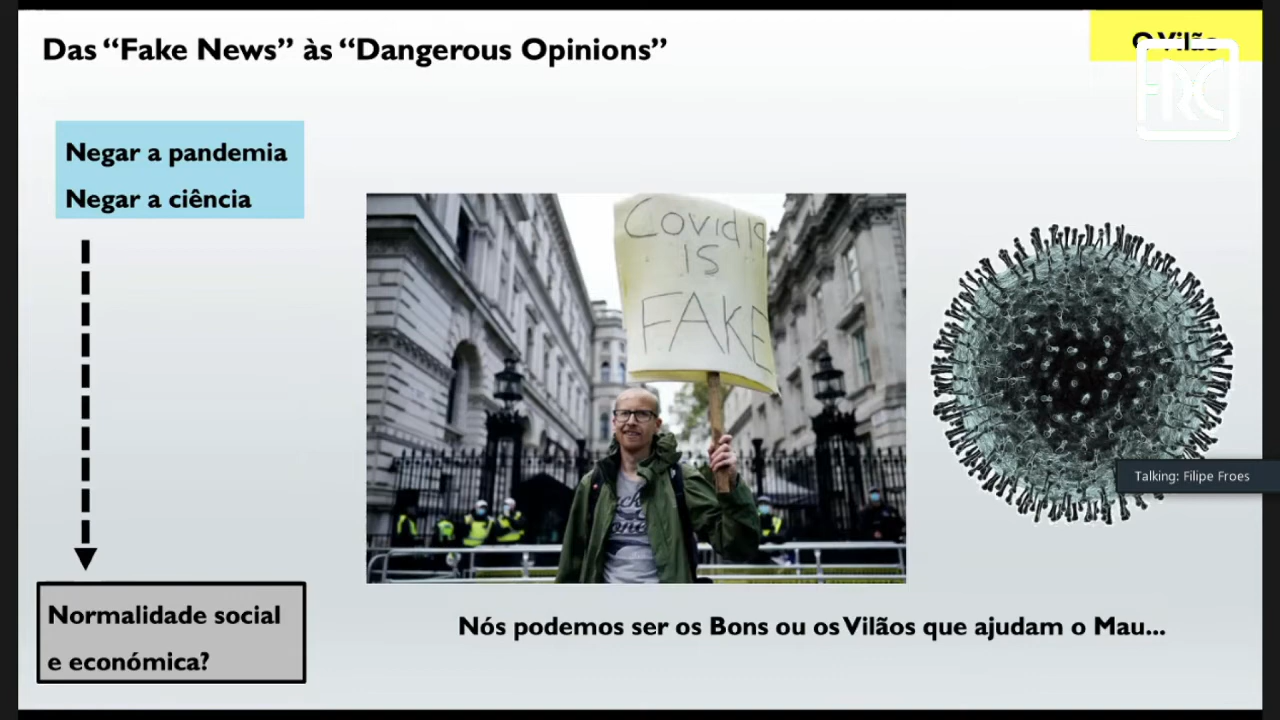 Das “Fake News” às “Dangerous Opinions”
O Vilão
FRC
Negar a pandemia
Negar a ciência
Covid 19
IS
FAKE
Talking: Filipe Froes
Normalidade social
e económica?
Nós podemos ser os Bons ou os Vilãos que ajudam o Mau...